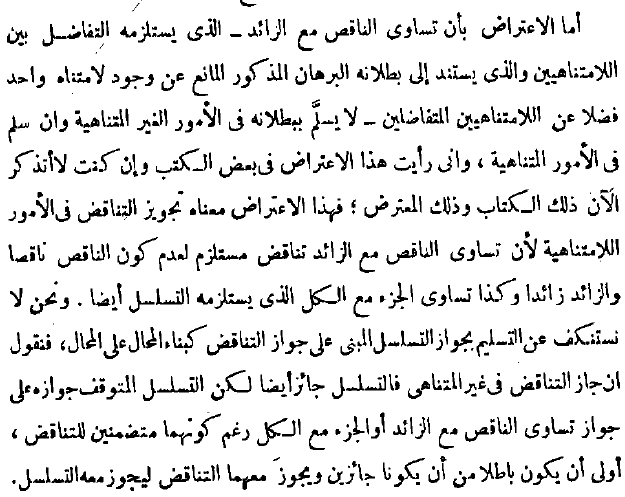 أما الاعتراض بأن تساوى الناقص مع الزائد ــ الذى يستلزمه التفاضل بين
اللامتناهيين والذى يستند إلى بطلانه البرهان المذكور المانع عن وجود لامتناه واحد
فضلا عن اللامتناهيين المتفاضلين ــ لا يسلَّم ببطلانه فى الأمور الغير المتناهية وان سلم
فى الأمور المتناهية ، وانى رأيت هذا الاعتراض فى بعض الكتب وإن كنت لا أتذكر
الآن ذلك الكتاب وذلك المعترض ؛ فهذا الاعتراض معناه تجويز التناقض فى الأمور
اللامتناهية لأن تساوى الناقص مع الزائد تناقض مستلزم لعدم كون الناقص ناقصا
والزائد زائدا وكذا تساوى الجزء مع الكل الذى يستلزمه التسلسل أيضا . ونحن لا
نستنكف عن التسليم بجواز التسلسل المبنى على جواز التناقض كبناء المحال على المحال، فنقول
ان جاز التناقض فى غير المتناهى فالتسلسل جائز أيضا لكن التسلسل المتوقف جوازه على
جواز تساوى الناقص مع الزائد أو الجزء مع الكل رغم كونهما متضمنين للتناقض ،
أولى أن يكون باطلا من أن يكونا جائزين ويجوزَ معهما التناقض ليجوز معه التسلسل.